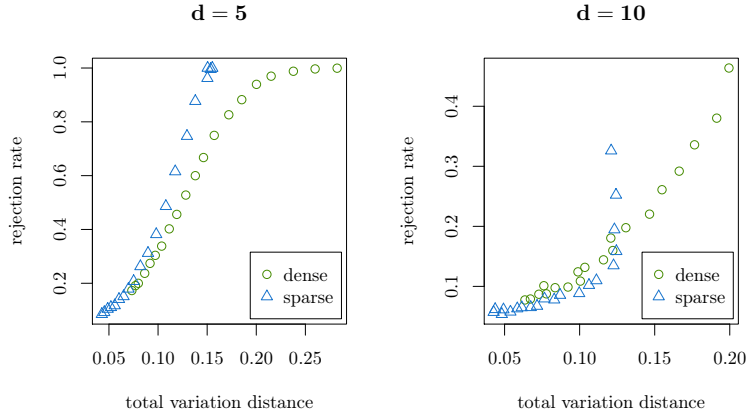 d = 5
rejection rate
1.0
0.8
0.6
0.4
0.2
dense
sparse
0.05 0.10 0.15 0.20 0.25
total variation distance
d = 10
rejection rate
0.4
0.3
0.2
0.1
dense
sparse
0.05 0.10 0.15 0.20
total variation distance